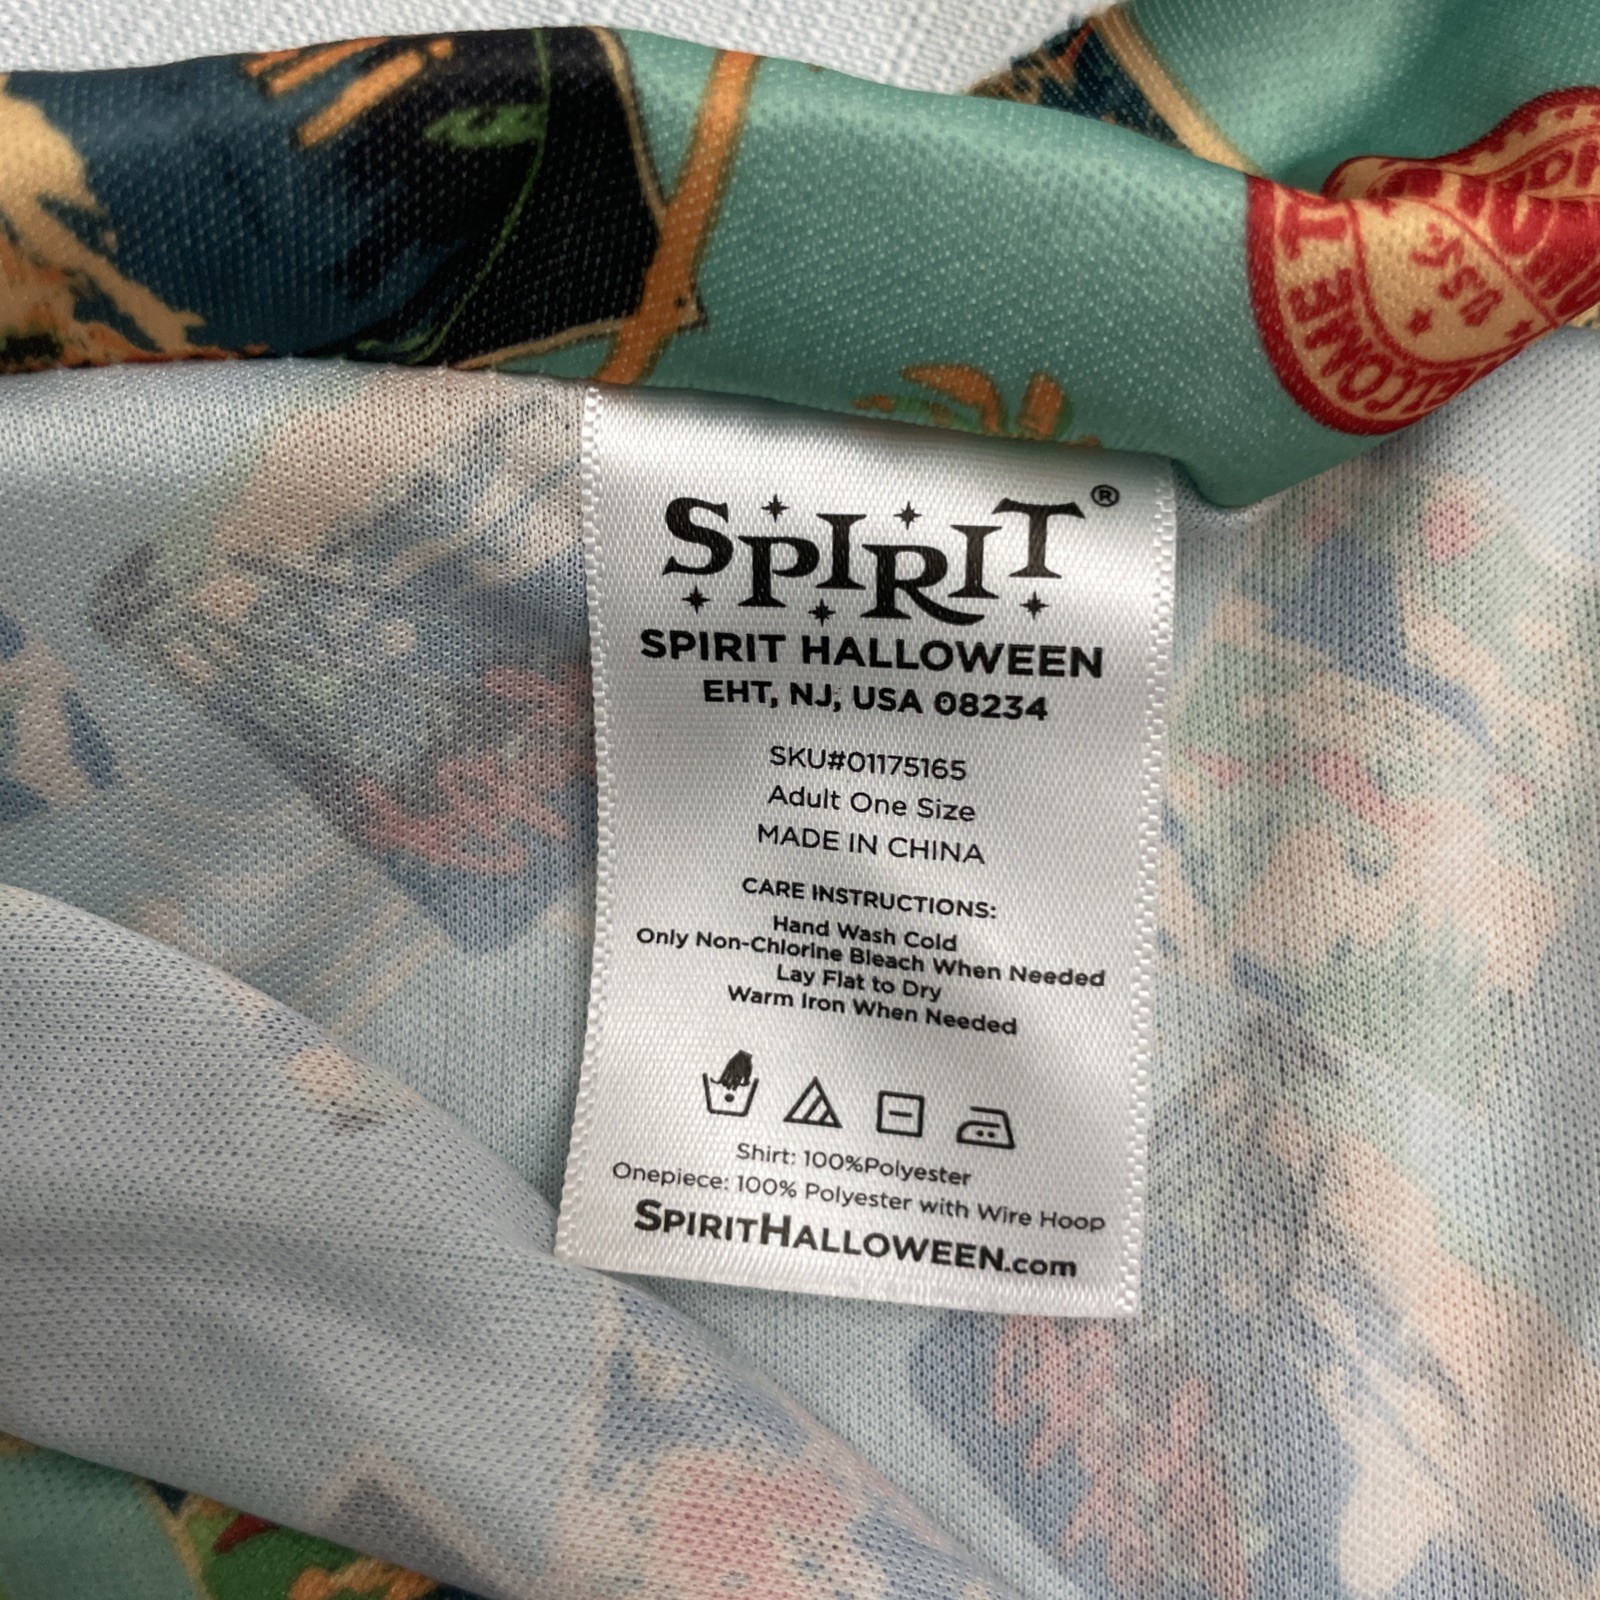 WELCOME T
SPIRIT®
SPIRIT HALLOWEEN
EHT, NJ, USA 08234
SKU#01175165
Adult One Size
MADE IN CHINA
CARE INSTRUCTIONS:
Hand Wash Cold
Only Non-Chlorine Bleach When Needed
Lay Flat to Dry
Warm Iron When Needed
Shirt: 100%Polyester
Onepiece: 100% Polyester with Wire Hoop
SPIRITHALLOWEEN.com